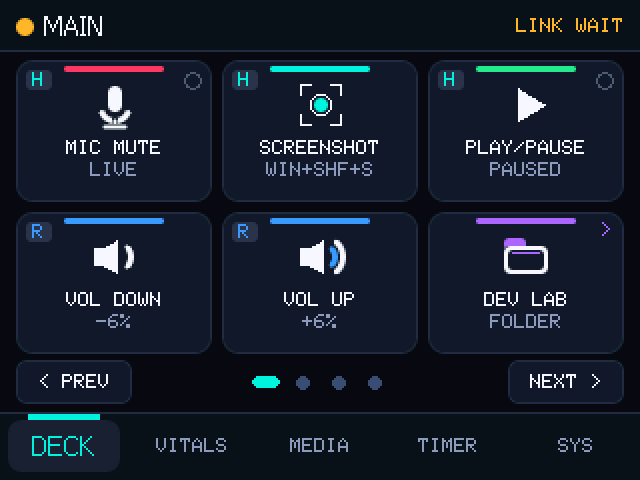 MAIN
LINK WAIT
H
MIC MUTE
LIVE
H
SCREENSHOT
WIN+SHF+S
H
PLAY/PAUSE
PAUSED
R
VOL DOWN
-6%
R
VOL UP
+6%
DEV LAB
FOLDER
< PREV
NEXT >
DECK
VITALS
MEDIA
TIMER
SYS